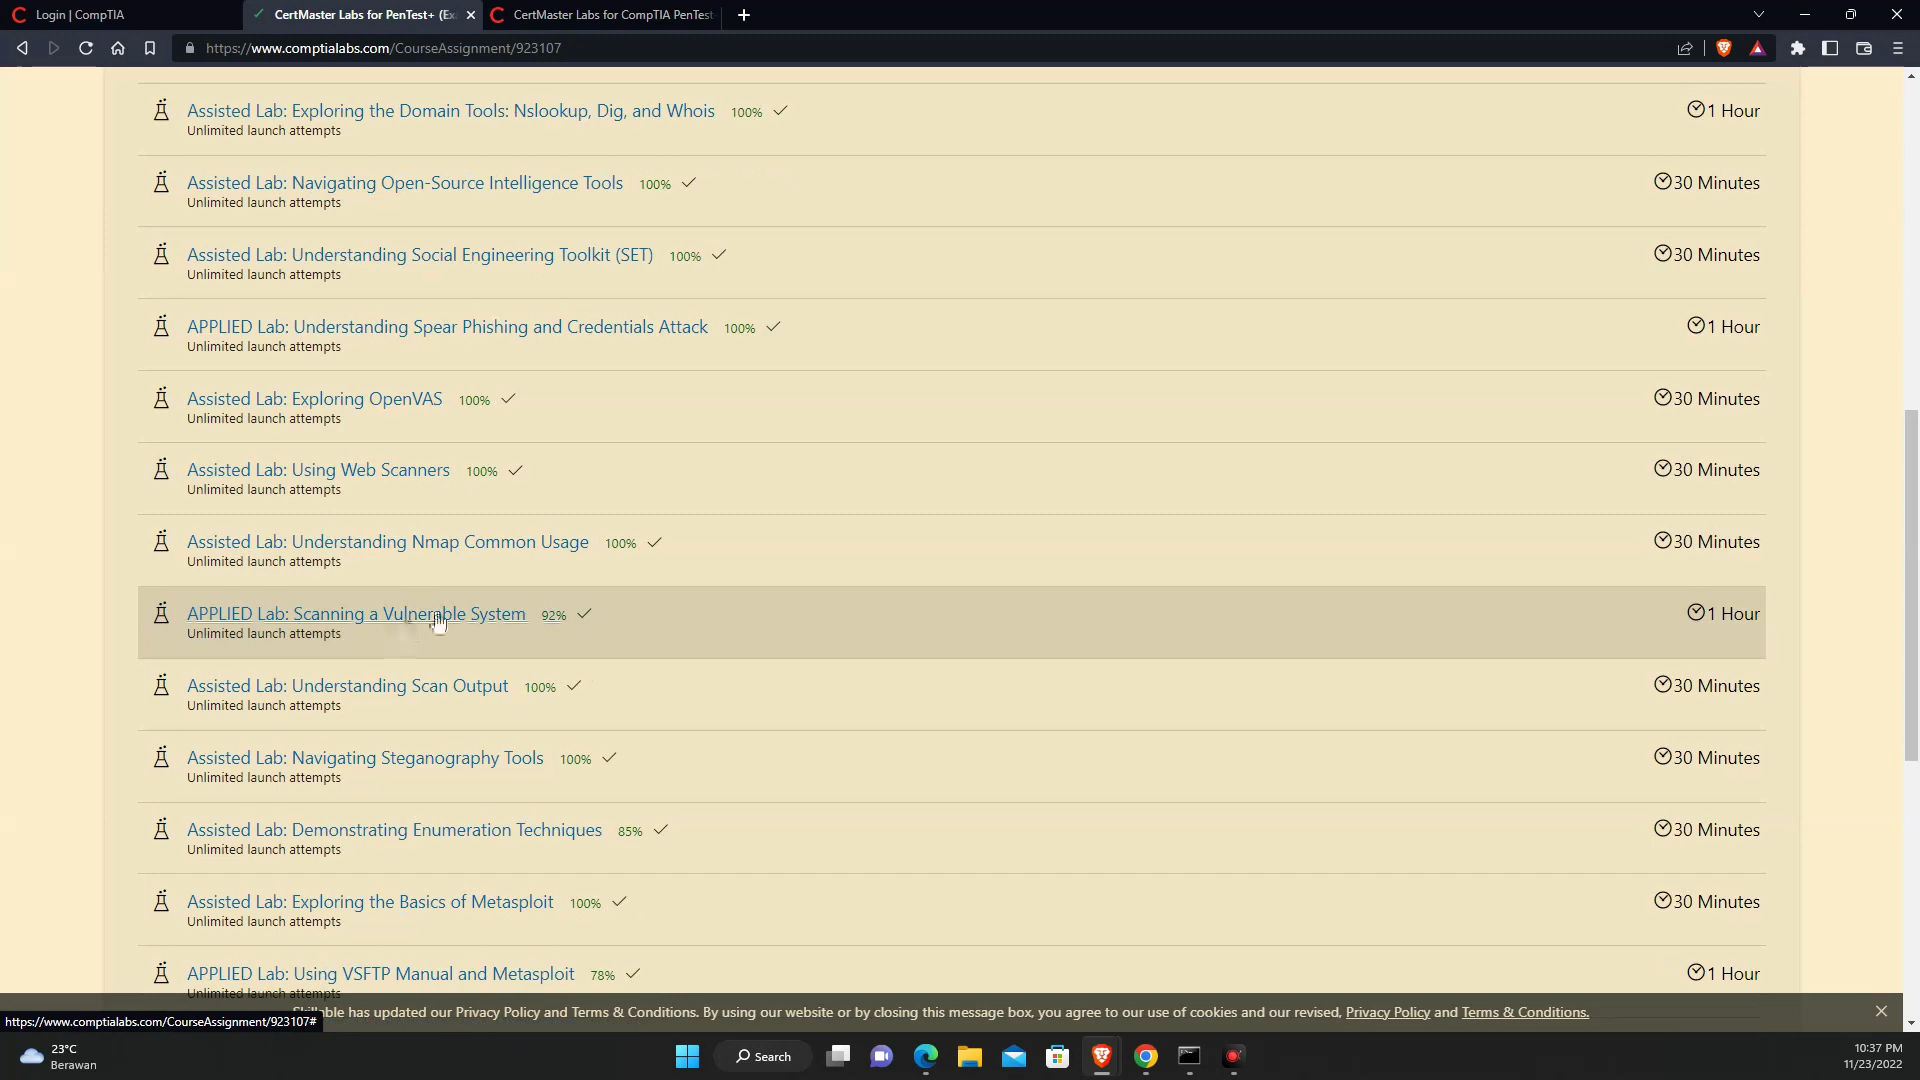 Login | CompTIA
CertMaster Labs for PenTest+ (Ex
CertMaster Labs for CompTIA PenTest
https://www.comptialabs.com/CourseAssignment/923107
Assisted Lab: Exploring the Domain Tools: Nslookup, Dig, and Whois 100% 1 Hour
Unlimited launch attempts
Assisted Lab: Navigating Open-Source Intelligence Tools 100% 30 Minutes
Unlimited launch attempts
Assisted Lab: Understanding Social Engineering Toolkit (SET) 100% 30 Minutes
Unlimited launch attempts
APPLIED Lab: Understanding Spear Phishing and Credentials Attack 100% 1 Hour
Unlimited launch attempts
Assisted Lab: Exploring OpenVAS 100% 30 Minutes
Unlimited launch attempts
Assisted Lab: Using Web Scanners 100% 30 Minutes
Unlimited launch attempts
Assisted Lab: Understanding Nmap Common Usage 100% 30 Minutes
Unlimited launch attempts
APPLIED Lab: Scanning a Vulnerable System 92% 1 Hour
Unlimited launch attempts
Assisted Lab: Understanding Scan Output 100% 30 Minutes
Unlimited launch attempts
Assisted Lab: Navigating Steganography Tools 100% 30 Minutes
Unlimited launch attempts
Assisted Lab: Demonstrating Enumeration Techniques 85% 30 Minutes
Unlimited launch attempts
Assisted Lab: Exploring the Basics of Metasploit 100% 30 Minutes
Unlimited launch attempts
APPLIED Lab: Using VSFTP Manual and Metasploit 78% 1 Hour
Unlimited launch attempts
has updated our Privacy Policy and Terms & Conditions. By using our website or by closing this message box, you agree to our use of cookies and our revised, Privacy Policy and Terms & Conditions.
https://www.comptialabs.com/CourseAssignment/923107#
23°C
Berawan
Search
10:37 PM
11/23/2022